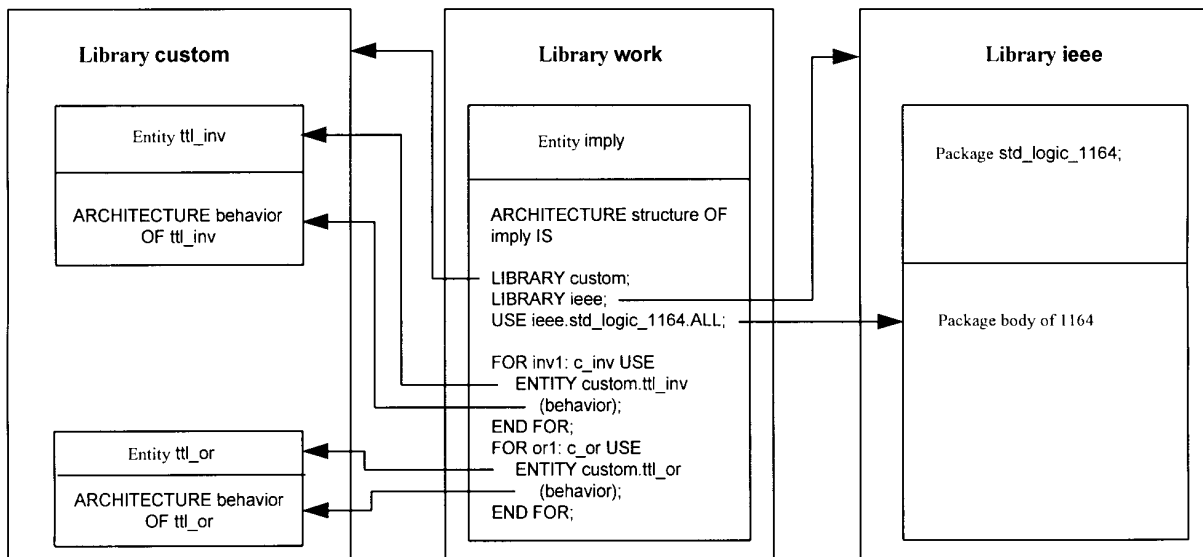 Library custom
Entity ttl_inv
ARCHITECTURE behavior
OF ttl_inv
Entity ttl_or
ARCHITECTURE behavior
OF ttl_or
Library work
Entity imply
ARCHITECTURE structure OF
imply IS
LIBRARY custom;
LIBRARY ieee;
USE ieee.std_logic_1164.ALL;
FOR inv1: c_inv USE
ENTITY custom.ttl_inv
(behavior);
END FOR;
FOR or1: c_or USE
ENTITY custom.ttl_or
(behavior);
END FOR;
Library ieee
Package std_logic_1164;
Package body of 1164